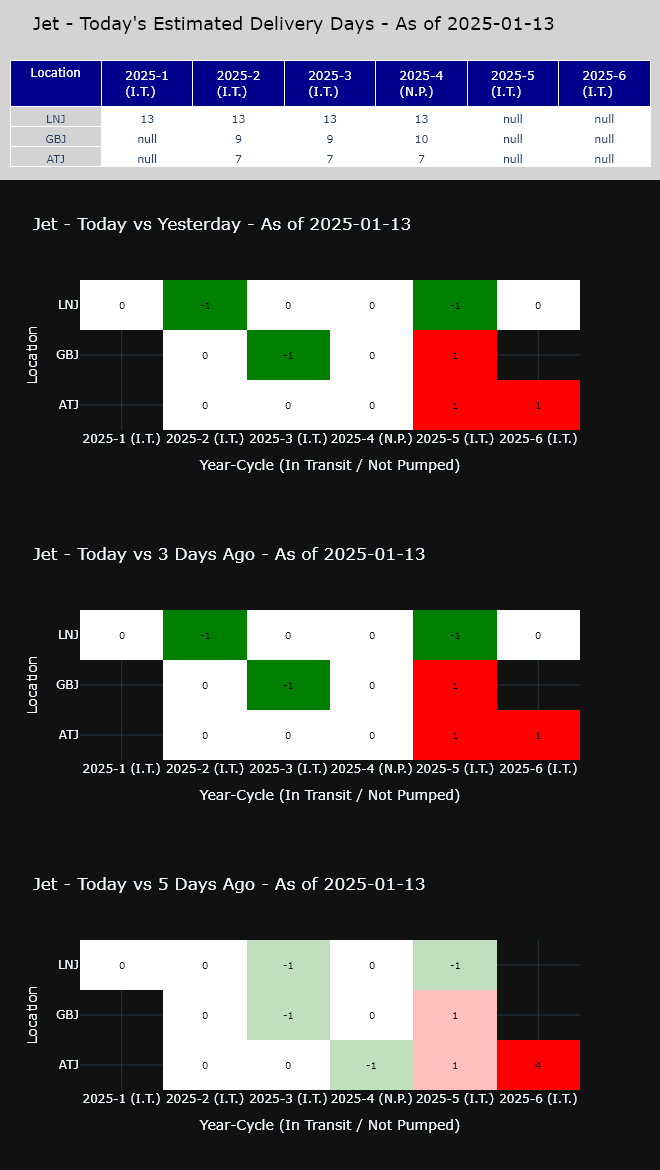 Jet - Today's Estimated Delivery Days - As of 2025-01-13
Location 2025-1 (I.T.) 2025-2 (I.T.) 2025-3 (I.T.) 2025-4 (N.P.) 2025-5 (I.T.) 2025-6 (I.T.)
LNJ 13 13 13 13 null null
GBJ null 9 9 10 null null
ATJ null 7 7 7 null null
Jet - Today vs Yesterday - As of 2025-01-13
Location
LNJ 0 -1 0 0 -1 0
GBJ 0 -1 0 1
ATJ 0 0 0 1 1
2025-1 (I.T.) 2025-2 (I.T.) 2025-3 (I.T.) 2025-4 (N.P.) 2025-5 (I.T.) 2025-6 (I.T.)
Year-Cycle (In Transit / Not Pumped)
Jet - Today vs 3 Days Ago - As of 2025-01-13
Location
LNJ 0 -1 0 0 -1 0
GBJ 0 -1 0 1
ATJ 0 0 0 1 1
2025-1 (I.T.) 2025-2 (I.T.) 2025-3 (I.T.) 2025-4 (N.P.) 2025-5 (I.T.) 2025-6 (I.T.)
Year-Cycle (In Transit / Not Pumped)
Jet - Today vs 5 Days Ago - As of 2025-01-13
Location
LNJ 0 0 -1 0 -1
GBJ 0 -1 0 1
ATJ 0 0 -1 1 4
2025-1 (I.T.) 2025-2 (I.T.) 2025-3 (I.T.) 2025-4 (N.P.) 2025-5 (I.T.) 2025-6 (I.T.)
Year-Cycle (In Transit / Not Pumped)